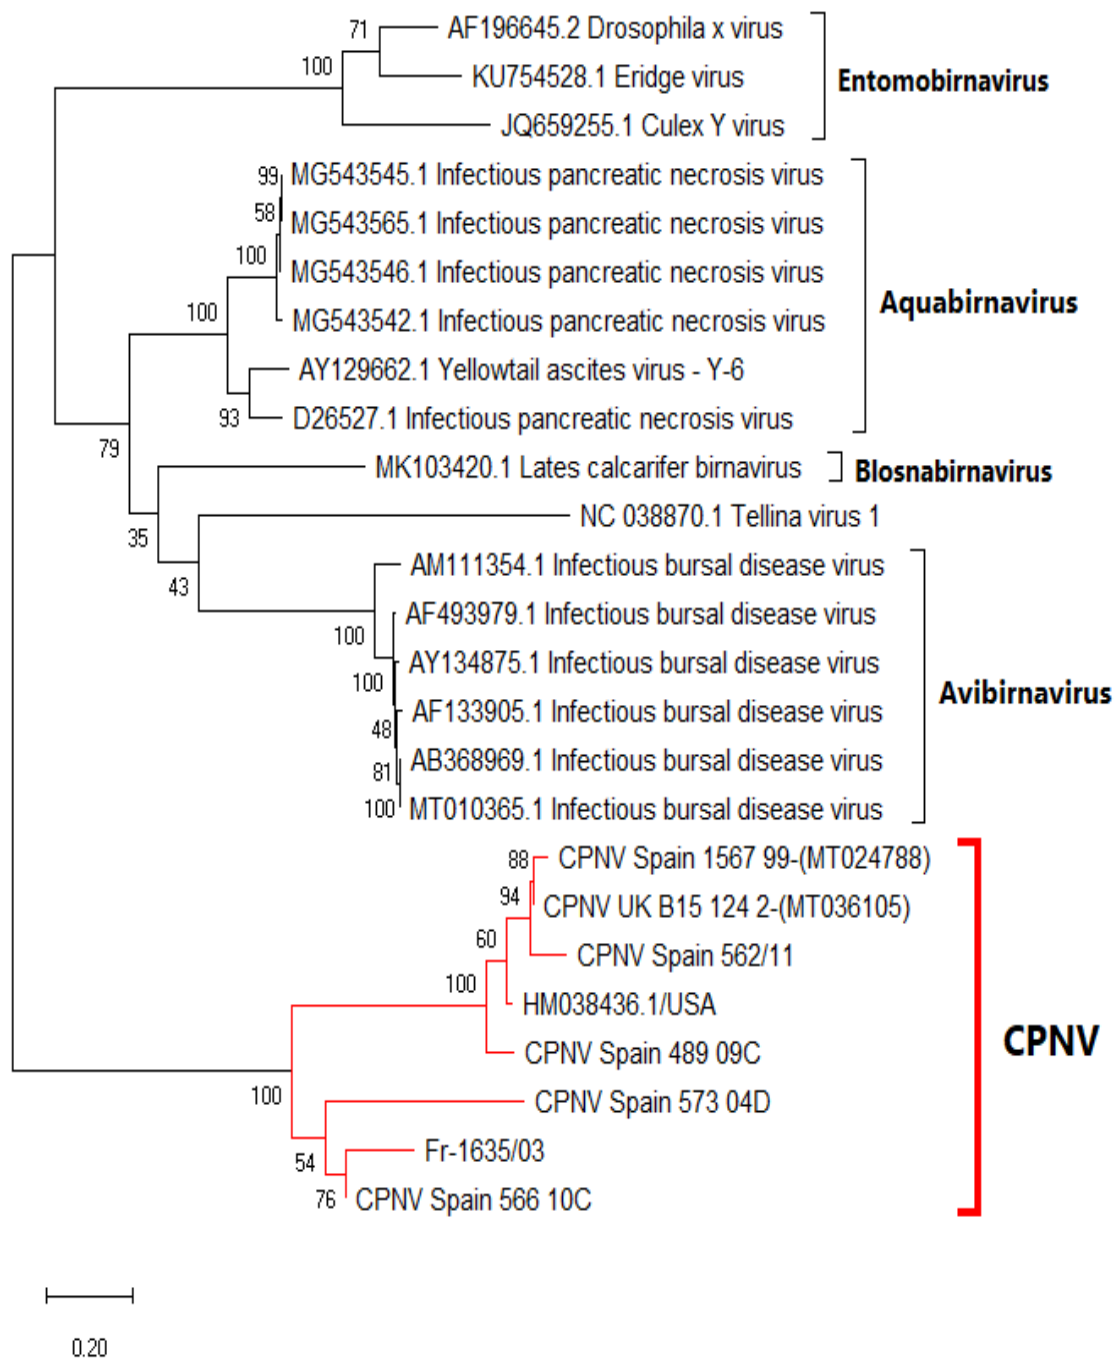 71
AF196645.2 Drosophila x virus
100
KU754528.1 Eridge virus
Entomobirnavirus
JQ659255.1 Culex Y virus
99
MG543545.1 Infectious pancreatic necrosis virus
58
MG543565.1 Infectious pancreatic necrosis virus
100
MG543546.1 Infectious pancreatic necrosis virus
Aquabirnavirus
100
MG543542.1 Infectious pancreatic necrosis virus
AY129662.1 Yellowtail ascites virus - Y-6
93
D26527.1 Infectious pancreatic necrosis virus
79
MK103420.1 Lates calcarifer birnavirus
Blosnabirnavirus
NC 038870.1 Tellina virus 1
35
AM111354.1 Infectious bursal disease virus
43
AF493979.1 Infectious bursal disease virus
100
AY134875.1 Infectious bursal disease virus
100
Avibirnavirus
AF133905.1 Infectious bursal disease virus
48
AB368969.1 Infectious bursal disease virus
81
100
MT010365.1 Infectious bursal disease virus
88
CPNV Spain 1567 99-(MT024788)
94
CPNV UK B15 124 2-(MT036105)
60
CPNV Spain 562/11
100
HM038436.1/USA
CPNV
CPNV Spain 489 09C
100
CPNV Spain 573 04D
Fr-1635/03
54
76
CPNV Spain 566 10C
0.20